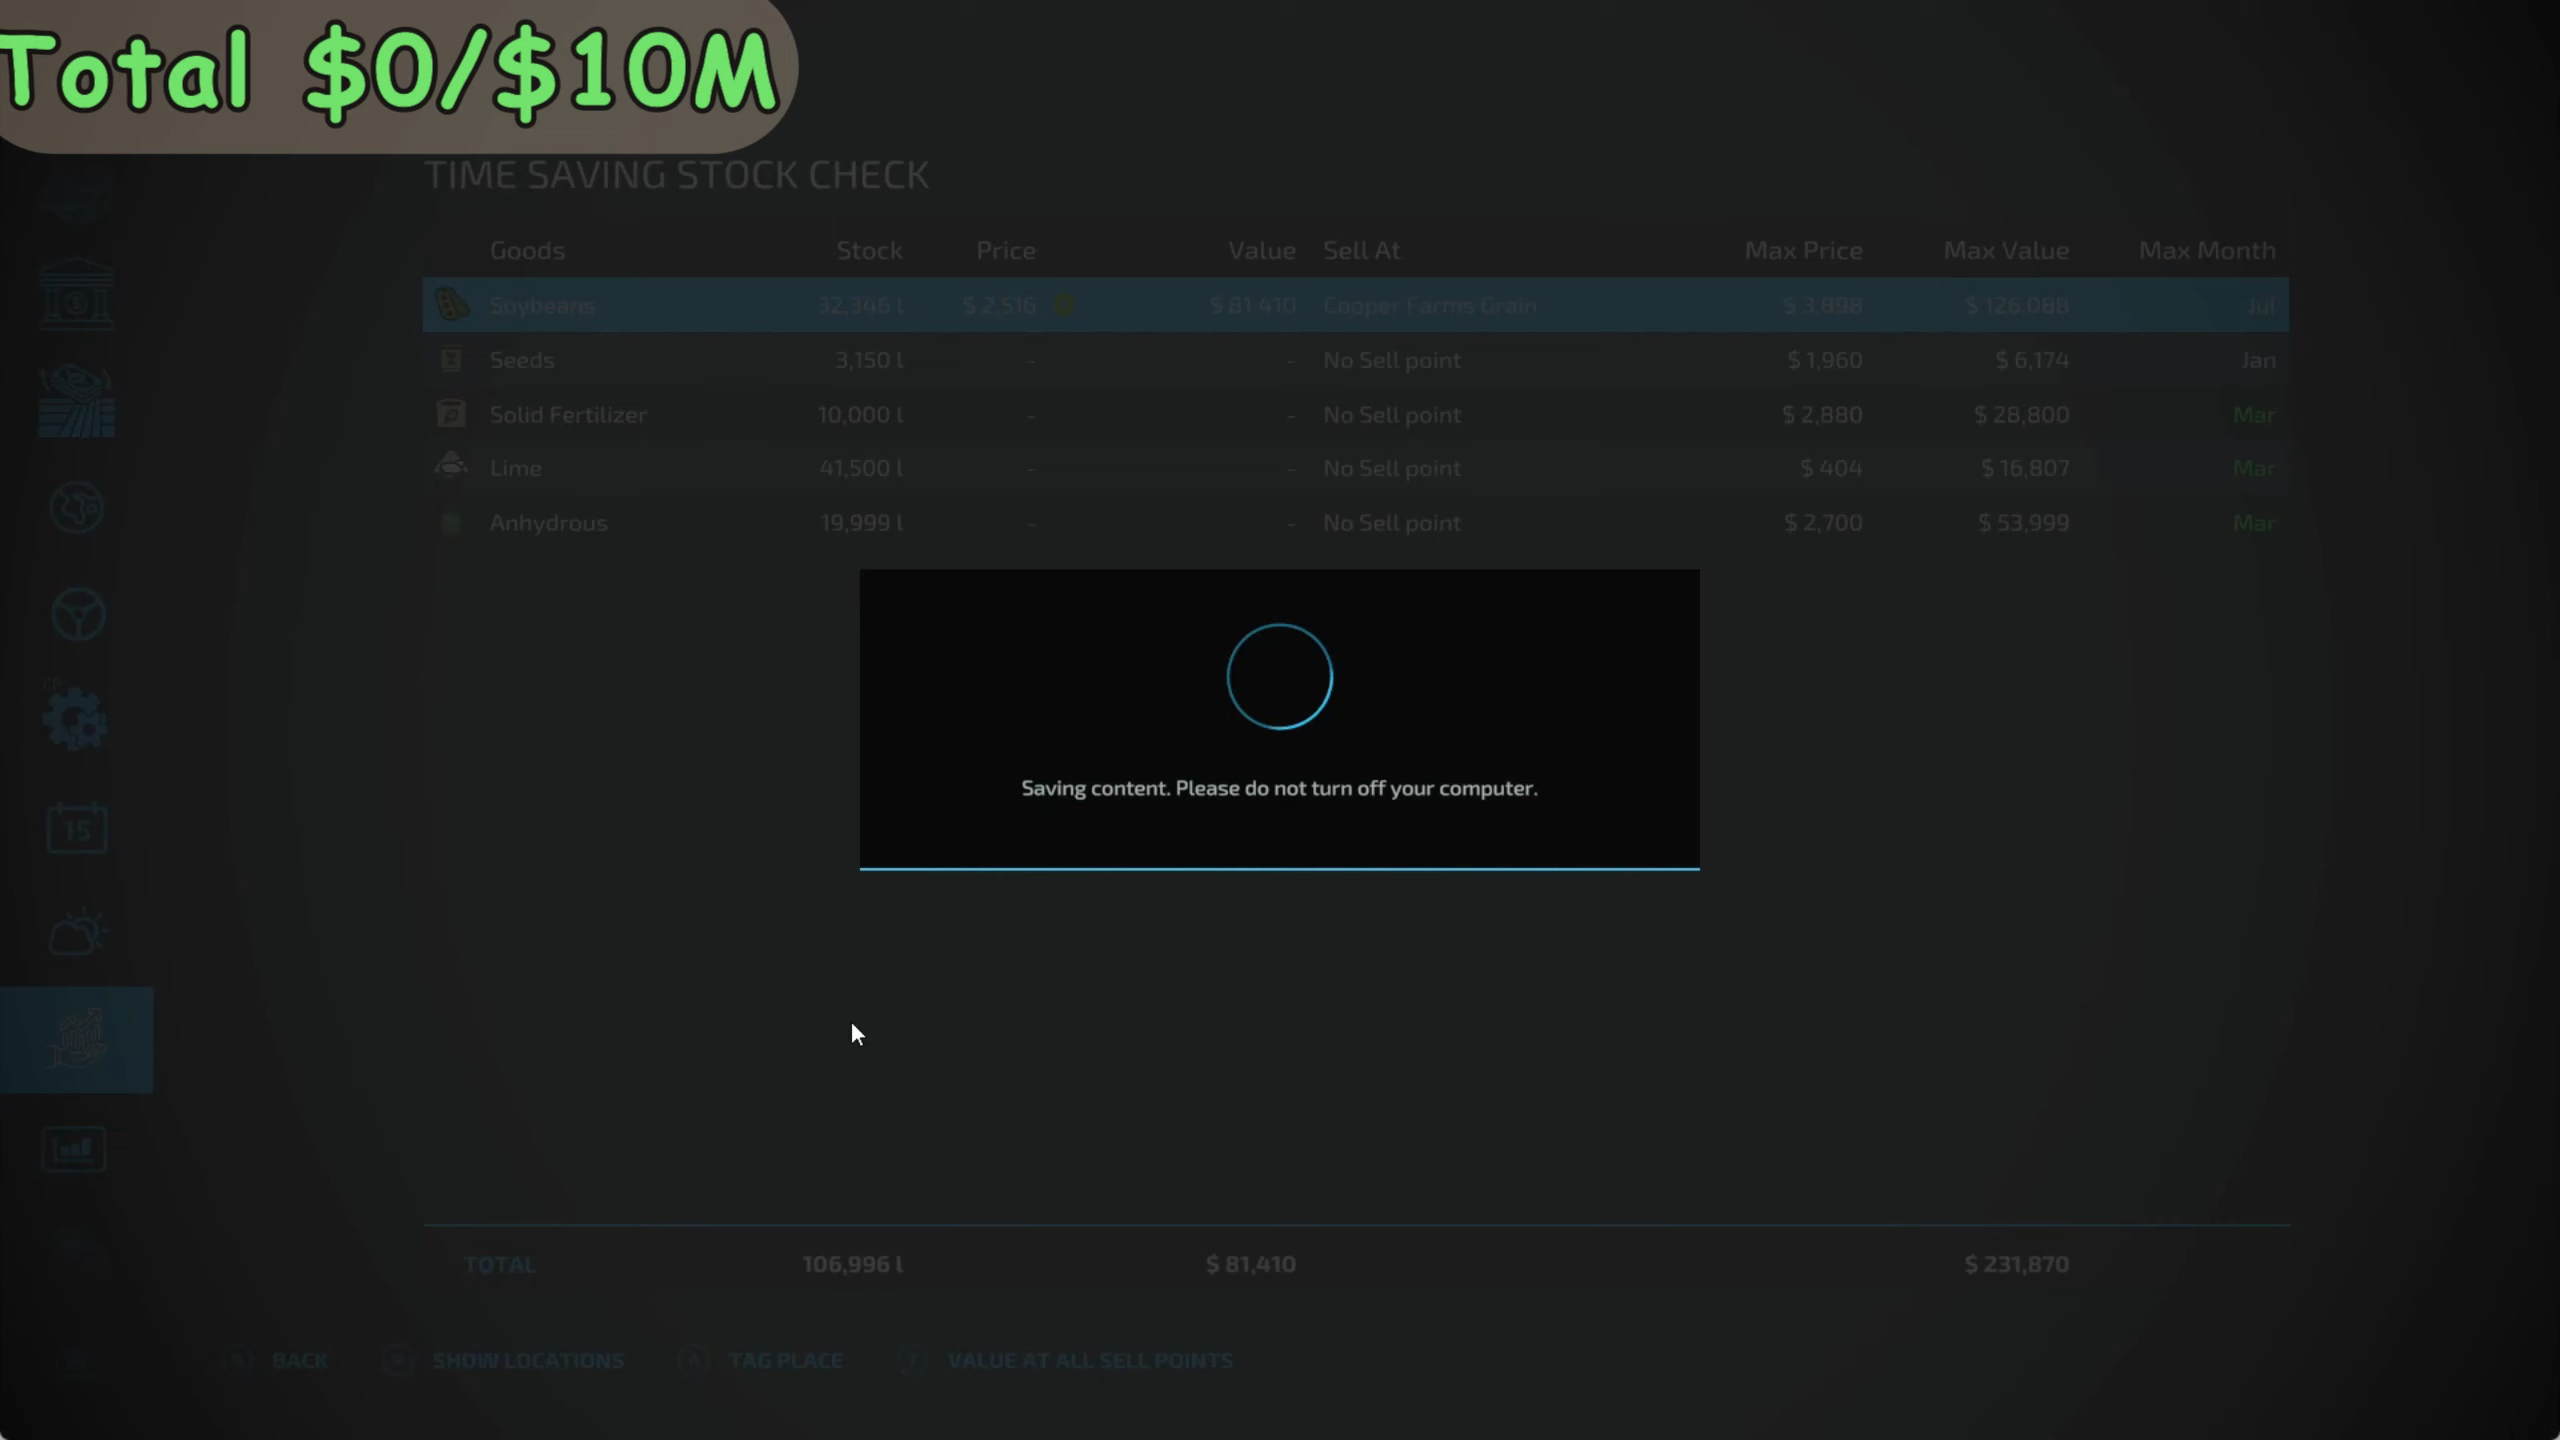 Total $0/$10M
TIME SAVING STOCK CHECK
Goods Stock Price Value Sell At Max Price Max Value Max Month
Soybeans 32,346 l $ 2,516 $ 81,410 Cooper Farms Grain $ 3,898 $ 126,088 Jul
Seeds 3,150 l - - No Sell point $ 1,960 $ 6,174 Jan
Solid Fertilizer 10,000 l - - No Sell point $ 2,880 $ 28,800 Mar
Lime 41,500 l - - No Sell point $ 404 $ 16,807 Mar
Anhydrous 19,999 l - - No Sell point $ 2,700 $ 53,999 Mar
Saving content. Please do not turn off your computer.
15
TOTAL 106,996 l $ 81,410 $ 231,870
BACK SHOW LOCATIONS TAG PLACE VALUE AT ALL SELL POINTS